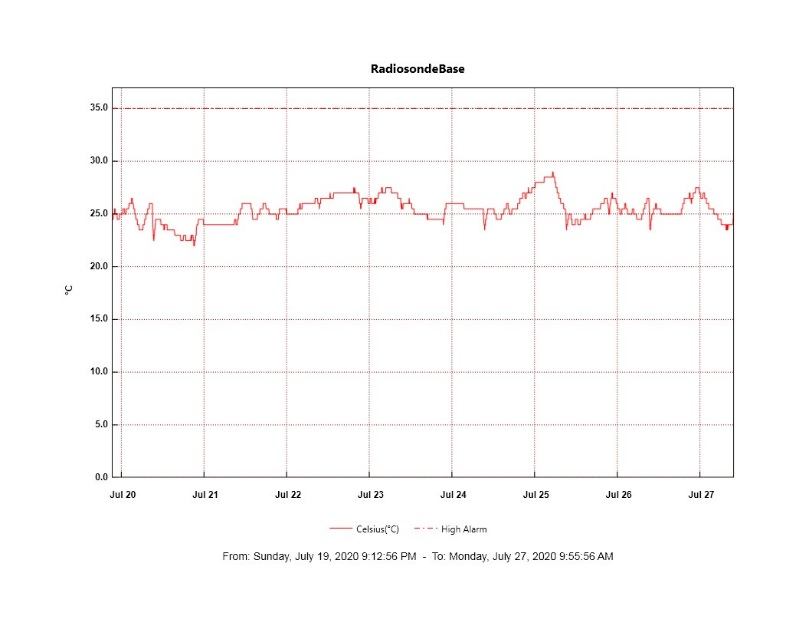 RadiosondeBase
35.0
30.0
25.0
20.0
15.0
10.0
5.0
0.0
°C
Jul 20 Jul 21 Jul 22 Jul 23 Jul 24 Jul 25 Jul 26 Jul 27
Celsius(°C) High Alarm
From: Sunday, July 19, 2020 9:12:56 PM - To: Monday, July 27, 2020 9:55:56 AM